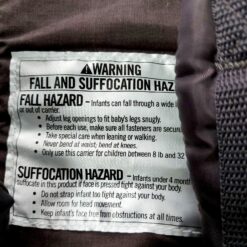 ⚠WARNING
FALL AND SUFFOCATION HAZ
FALL HAZARD - Infants can fall through a wide l
or out of carrier.
• Adjust leg openings to fit baby's legs snugly.
• Before each use, make sure all fasteners are secure
• Take special care when leaning or walking.
• Never bend at waist; bend at knees.
• Only use this carrier for children between 8 lb and 32
SUFFOCATION HAZARD - Infants under 4 month
suffocate in this product if face is pressed tight against your body.
• Do not strap infant too tight against your body.
• Allow room for head movement.
• Keep infant's face free from obstructions at all times.